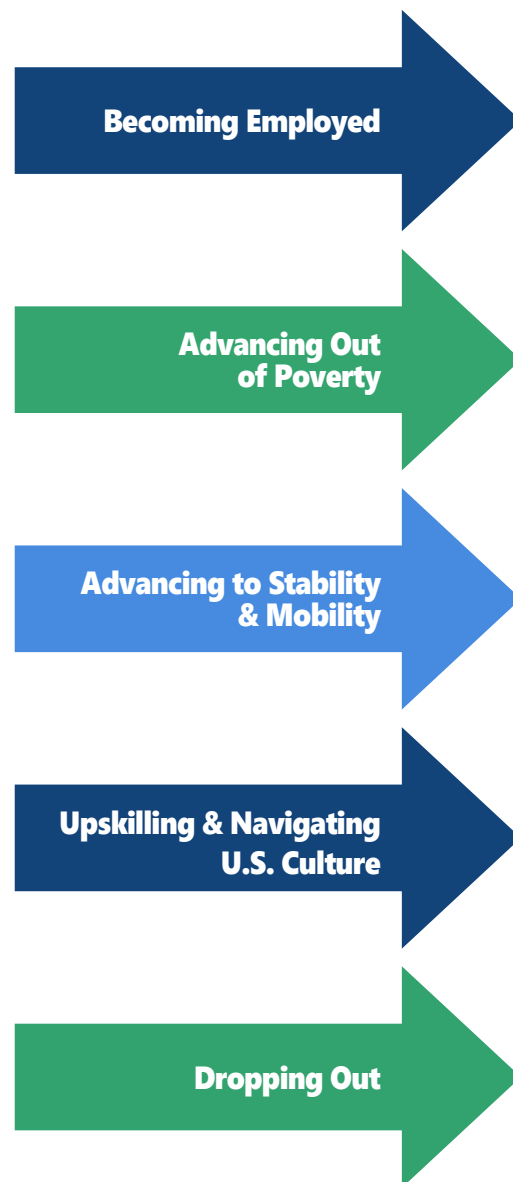 Becoming Employed
Advancing Out
of Poverty
Advancing to Stability
& Mobility
Upskilling & Navigating
U.S. Culture
Dropping Out